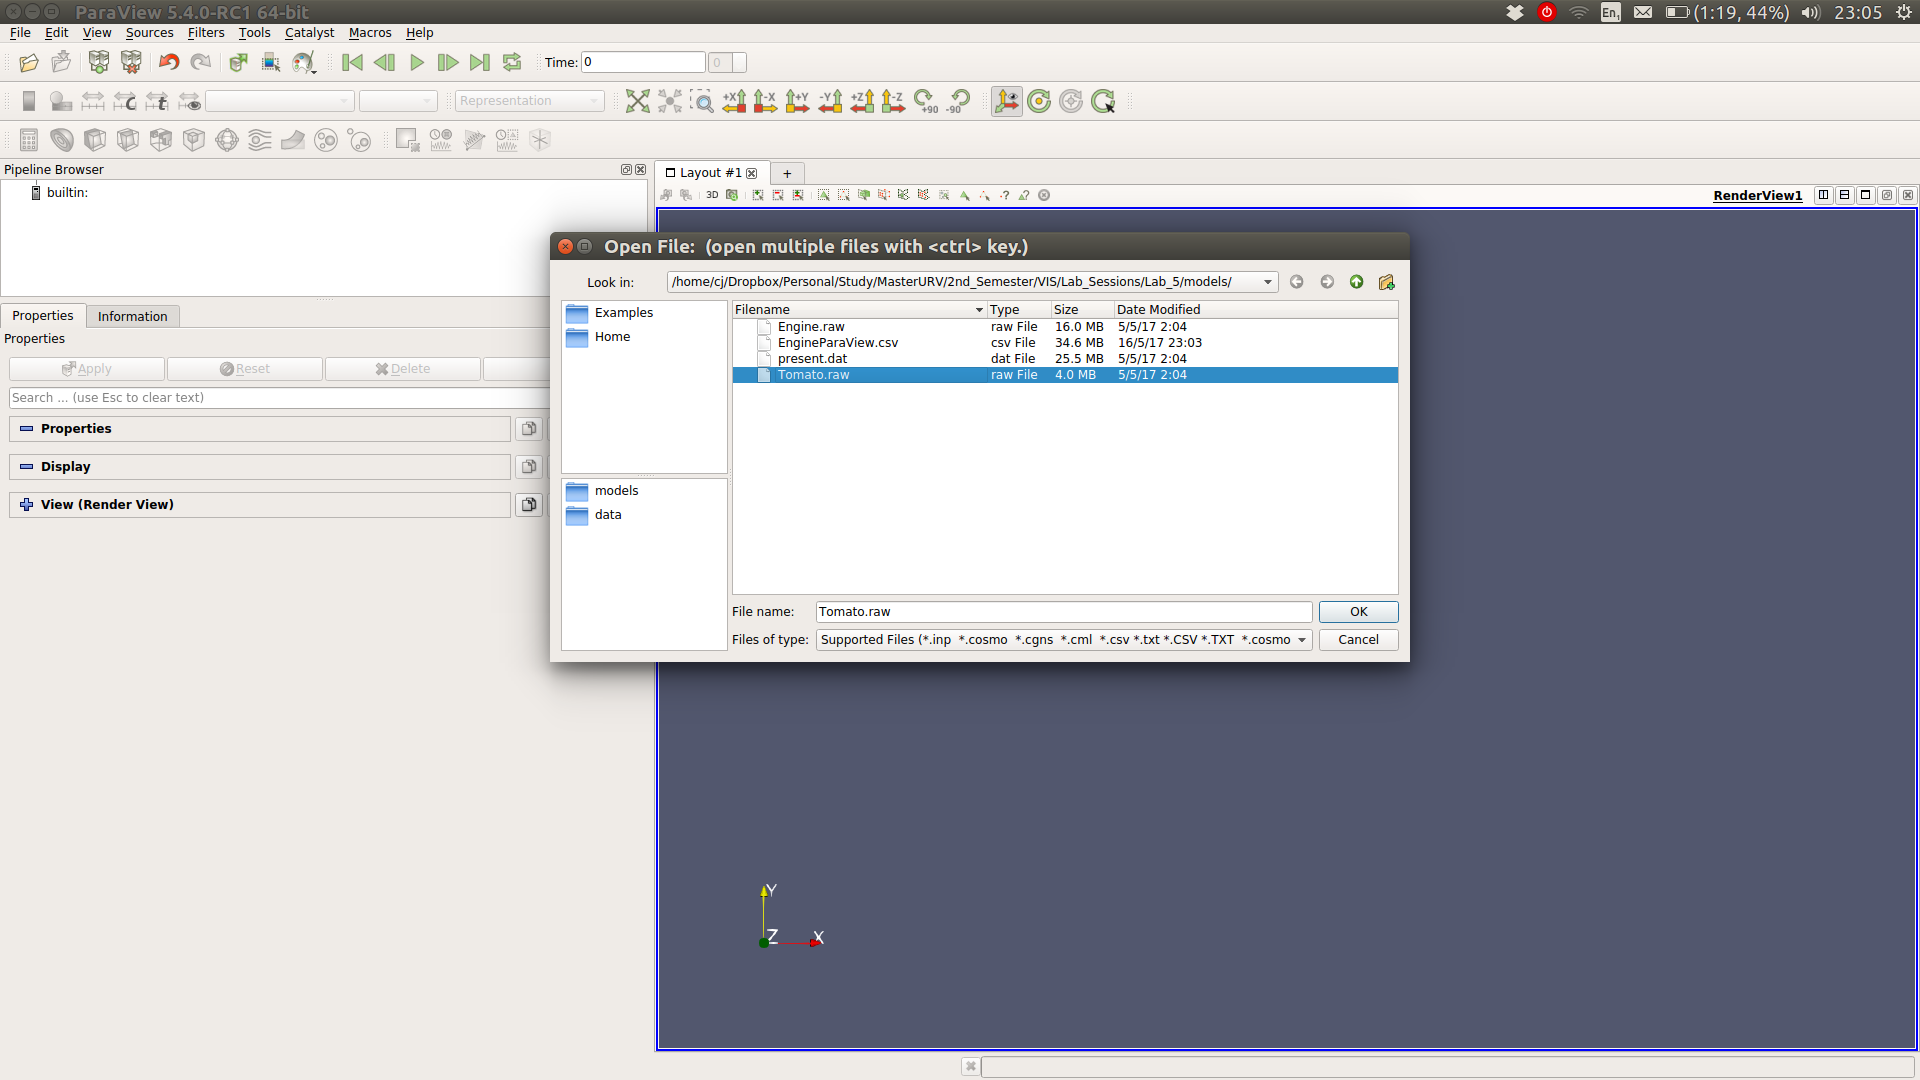 ParaView 5.4.0-RC1 64-bit
En1
(1:19, 44%)
23:05
File Edit View Sources Filters Tools Catalyst Macros Help
Time: 0
0
Representation
+X -X +Y -Y +Z -Z +90 -90
Pipeline Browser
builtin:
Layout #1
+
3D
RenderView1
Properties
Information
Properties
Apply
Reset
Delete
Search ... (use Esc to clear text)
Properties
Display
View (Render View)
Open File:  (open multiple files with <ctrl> key.)
Look in:
/home/cj/Dropbox/Personal/Study/MasterURV/2nd_Semester/VIS/Lab_Sessions/Lab_5/models/
Examples
Home
models
data
Filename Type Size Date Modified
Engine.raw raw File 16.0 MB 5/5/17 2:04
EngineParaView.csv csv File 34.6 MB 16/5/17 23:03
present.dat dat File 25.5 MB 5/5/17 2:04
Tomato.raw raw File 4.0 MB 5/5/17 2:04
File name: Tomato.raw
OK
Files of type: Supported Files (*.inp *.cosmo *.cgns *.cml *.csv *.txt *.CSV *.TXT *.cosmo
Cancel
Y
Z
X